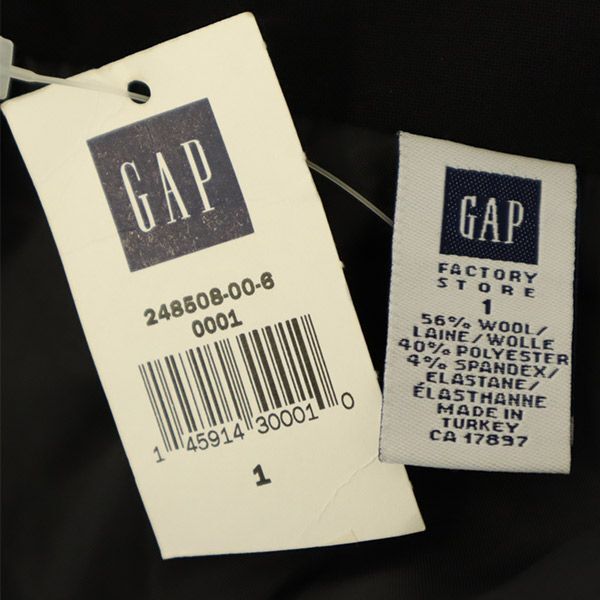 GAP
248508-00-6
0001
1 45914 30001 0
1
GAP
FACTORY
STORE
1
56% WOOL/
LAINE/WOLLE
40% POLYESTER
4% SPANDEX/
ELASTANE/
ÉLASTHANNE
MADE IN
TURKEY
CA 17897